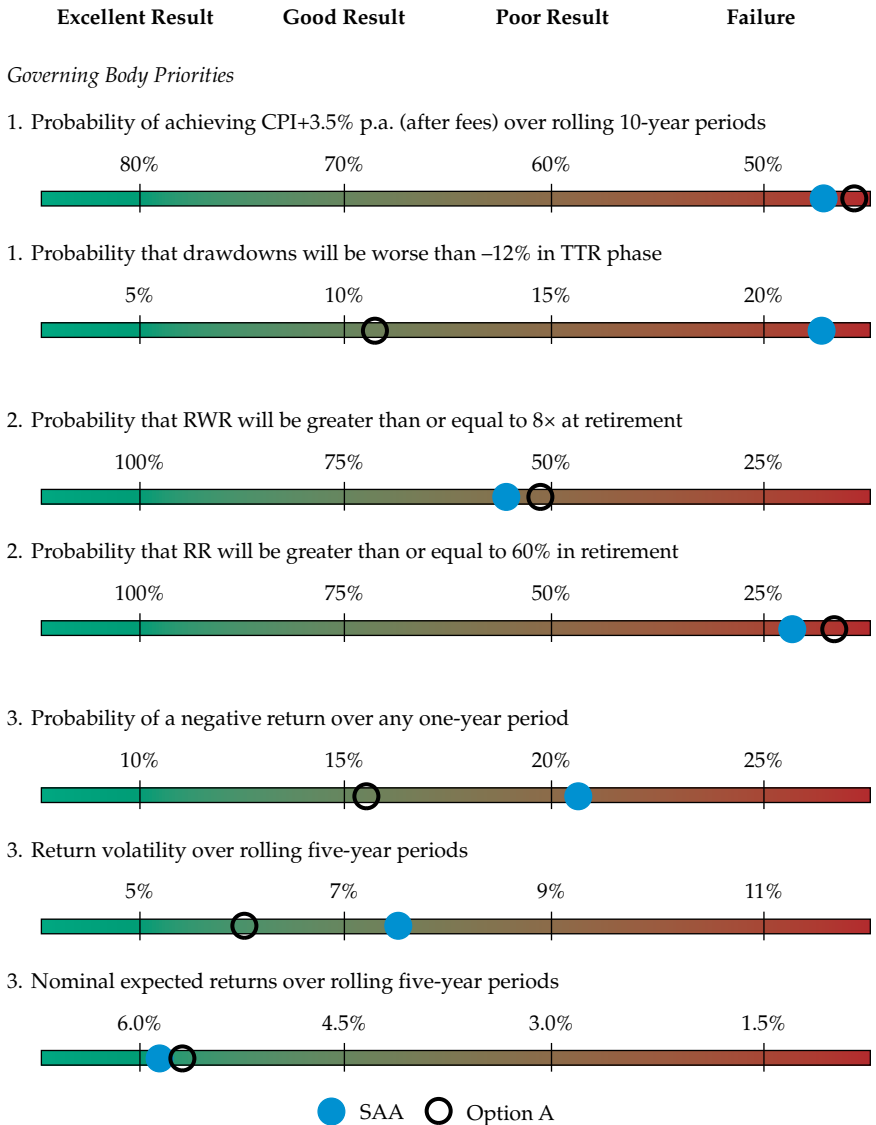 Excellent Result Good Result Poor Result Failure
Governing Body Priorities
1. Probability of achieving CPI+3.5% p.a. (after fees) over rolling 10-year periods
80% 70% 60% 50%
1. Probability that drawdowns will be worse than –12% in TTR phase
5% 10% 15% 20%
2. Probability that RWR will be greater than or equal to 8× at retirement
100% 75% 50% 25%
2. Probability that RR will be greater than or equal to 60% in retirement
100% 75% 50% 25%
3. Probability of a negative return over any one-year period
10% 15% 20% 25%
3. Return volatility over rolling five-year periods
5% 7% 9% 11%
3. Nominal expected returns over rolling five-year periods
6.0% 4.5% 3.0% 1.5%
SAA Option A